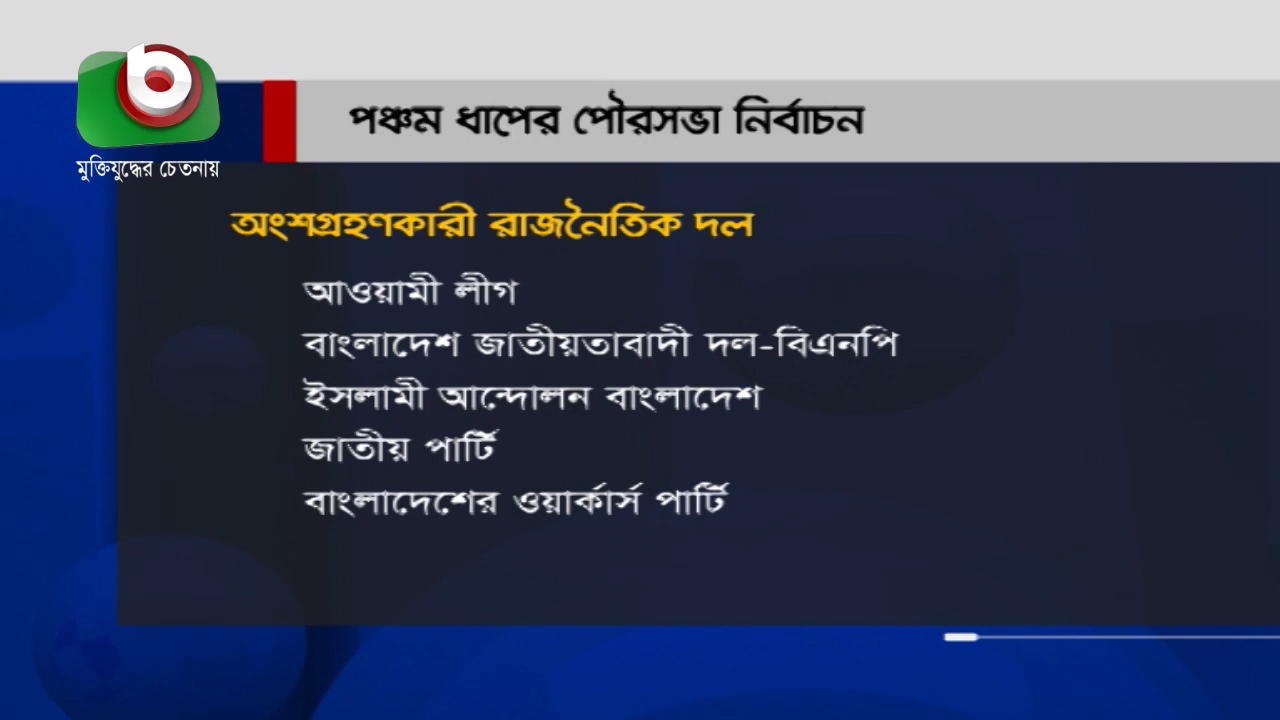 পঞ্চম ধাপের পৌরসভা নির্বাচন
মুক্তিযুদ্ধের চেতনায়
অংশগ্রহণকারী রাজনৈতিক দল
আওয়ামী লীগ
বাংলাদেশ জাতীয়তাবাদী দল-বিএনপি
ইসলামী আন্দোলন বাংলাদেশ
জাতীয় পার্টি
বাংলাদেশের ওয়ার্কার্স পার্টি